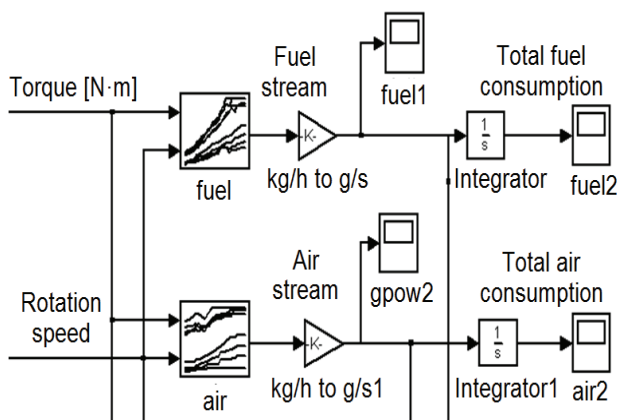 Fuel
stream
Total fuel
consumption
Torque [N·m]
fuel1
-K-
1
s
fuel
kg/h to g/s
Integrator
fuel2
Air
stream
Total air
consumption
gpow2
Rotation
speed
-K-
1
s
air
kg/h to g/s1
Integrator1
air2